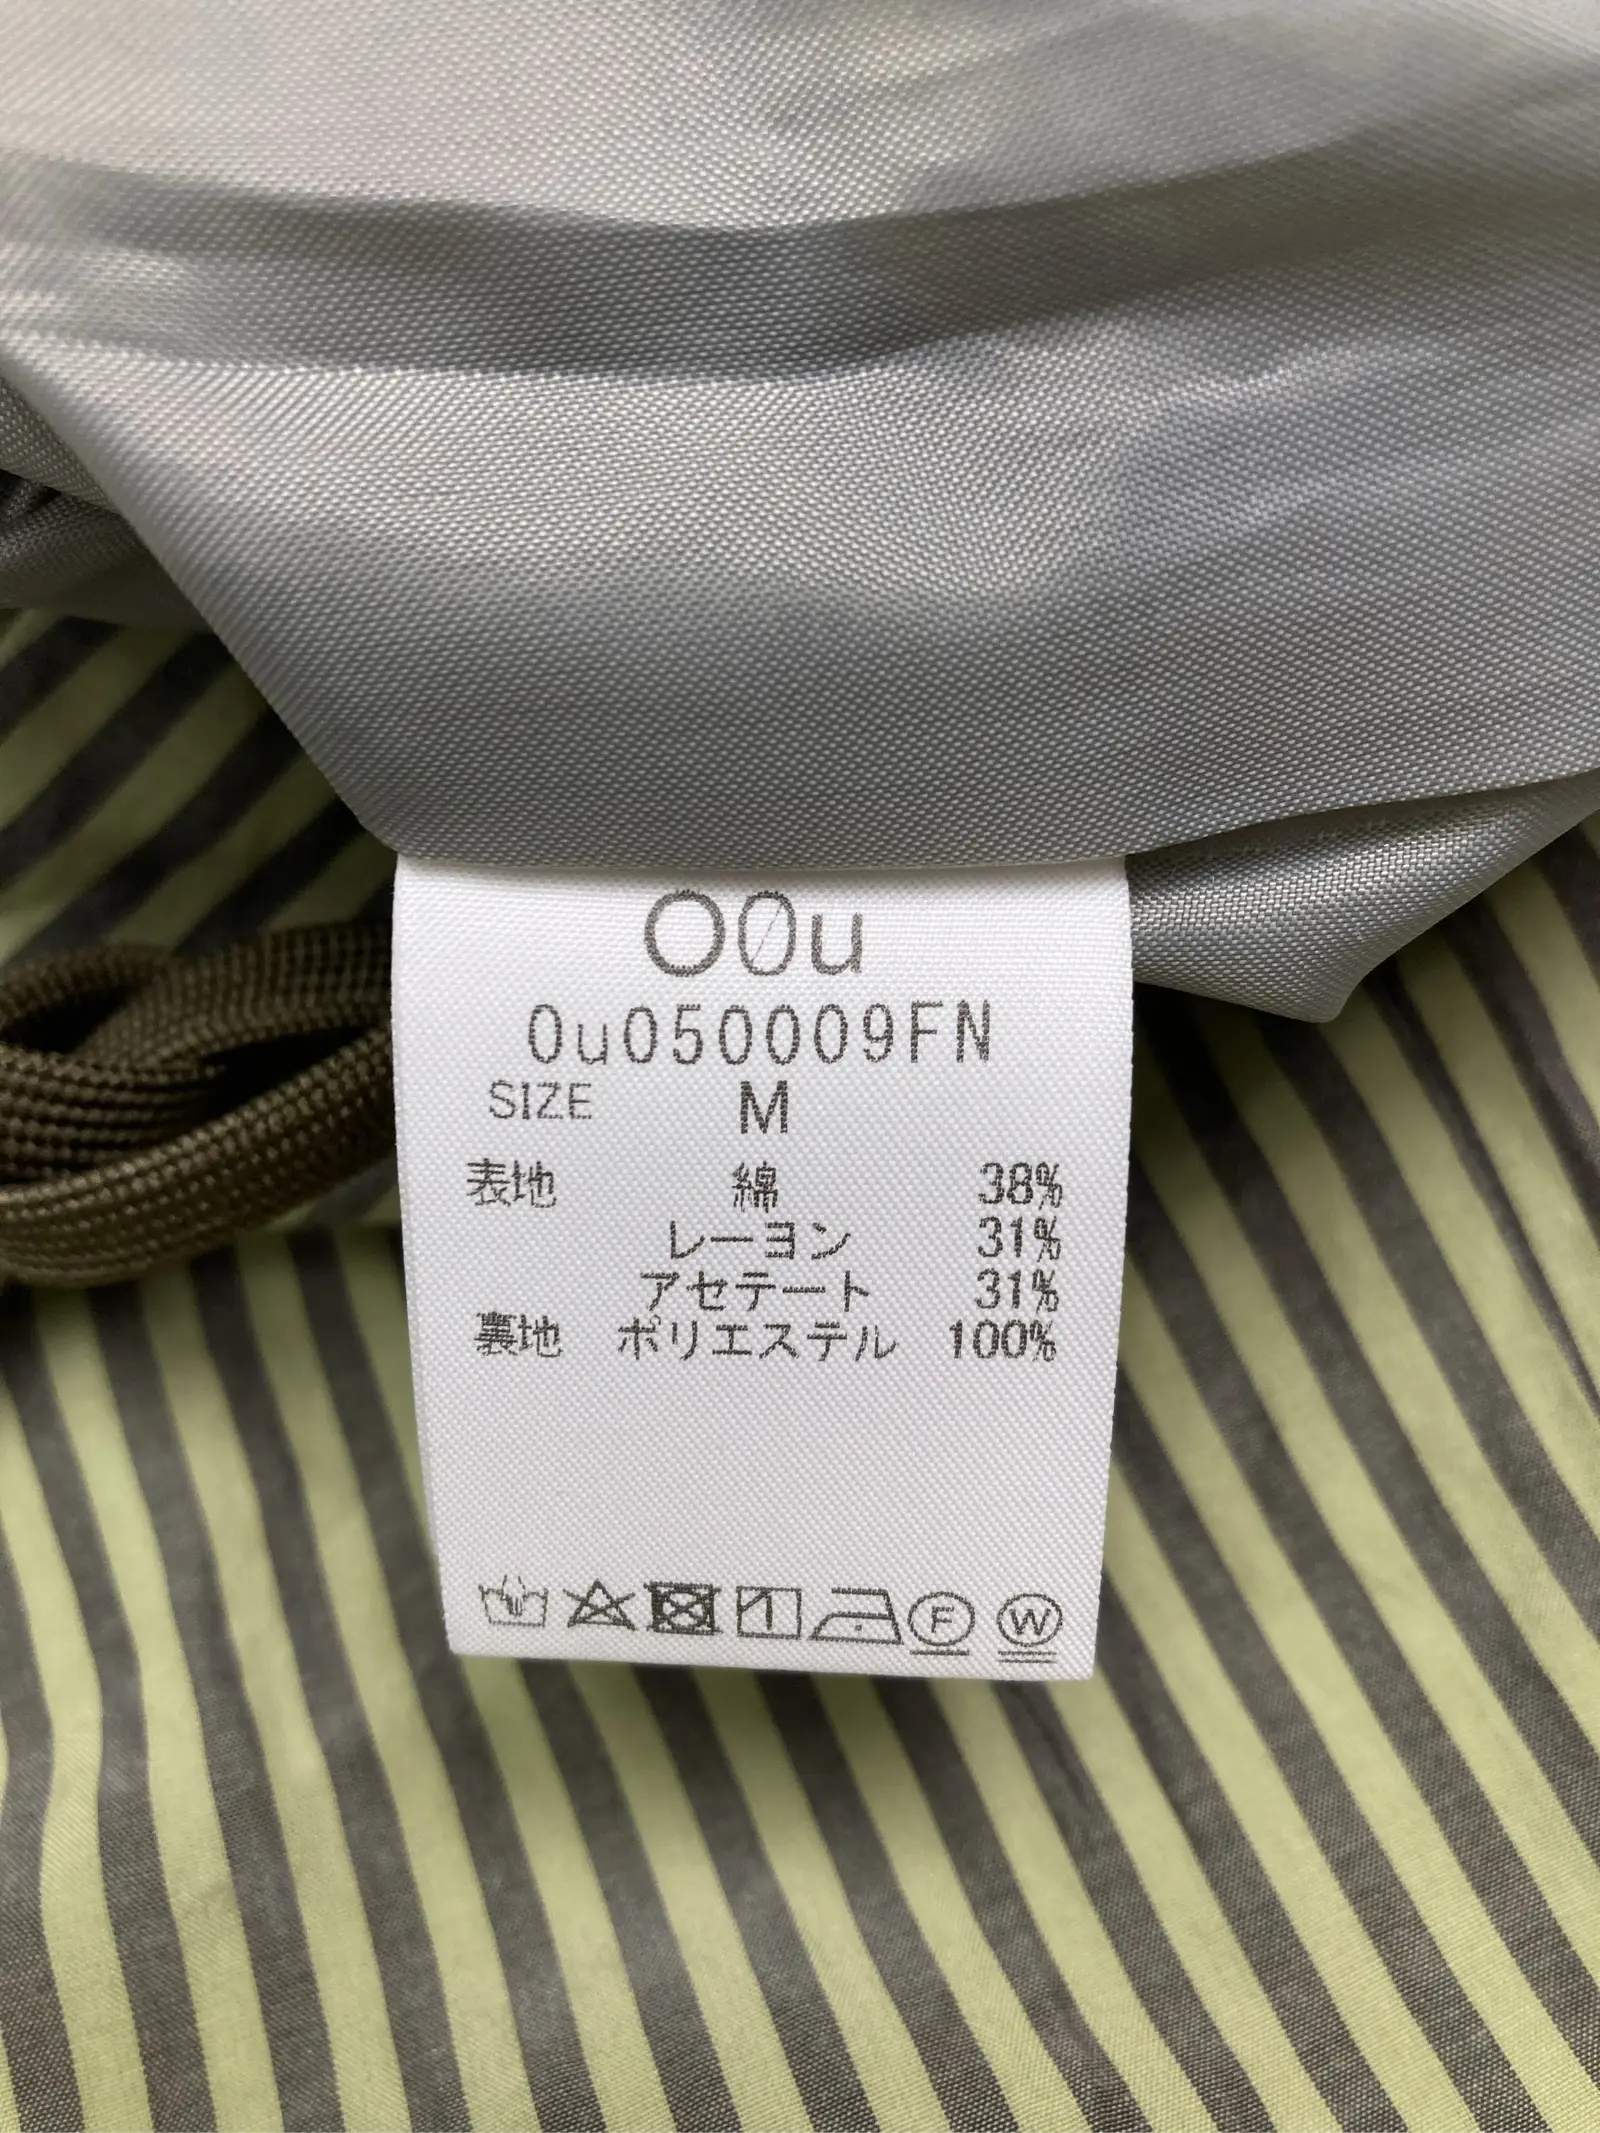 O0u
0u050009FN
SIZE M
表地 綿 38%
レーヨン 31%
アセテート 31%
裏地 ポリエステル 100%
F W